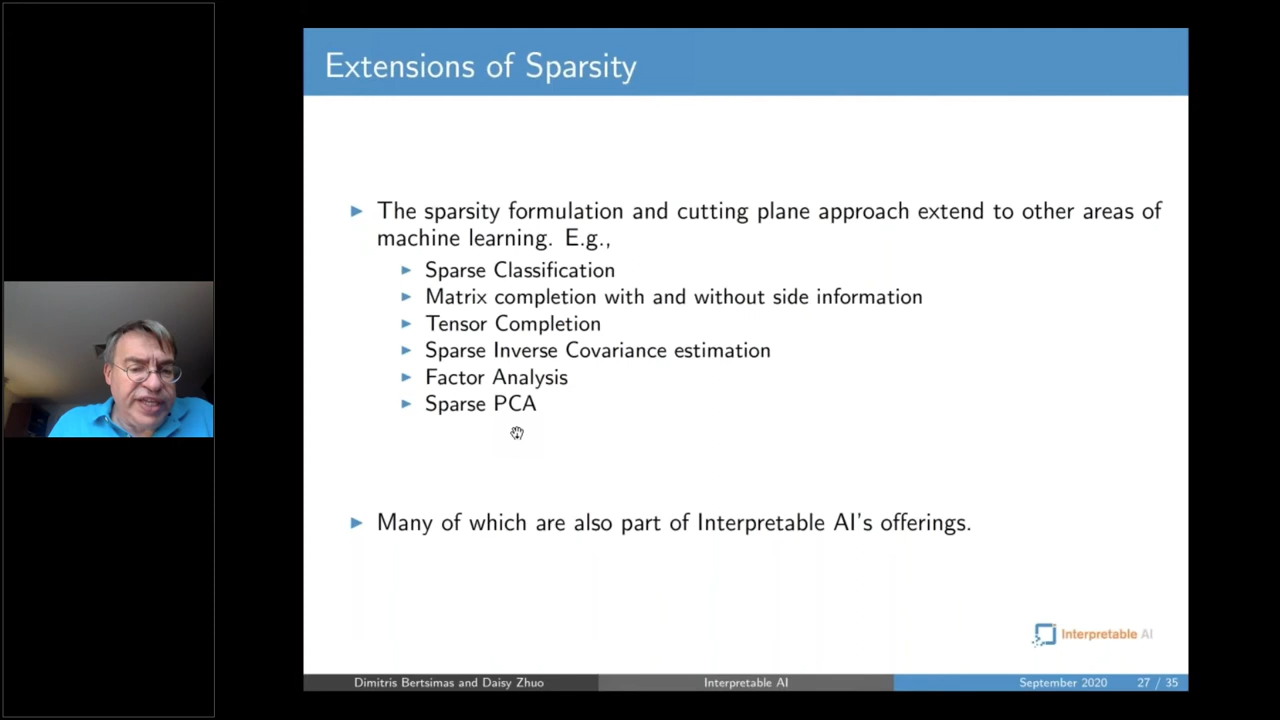 Extensions of Sparsity
The sparsity formulation and cutting plane approach extend to other areas of
machine learning. E.g.,
Sparse Classification
Matrix completion with and without side information
Tensor Completion
Sparse Inverse Covariance estimation
Factor Analysis
Sparse PCA
Many of which are also part of Interpretable AI's offerings.
Interpretable AI
Dimitris Bertsimas and Daisy Zhuo
Interpretable AI
September 2020
27 / 35